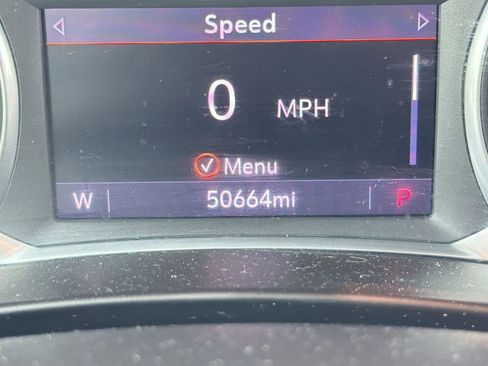 Speed
0 MPH
✓ Menu
W 50664mi P